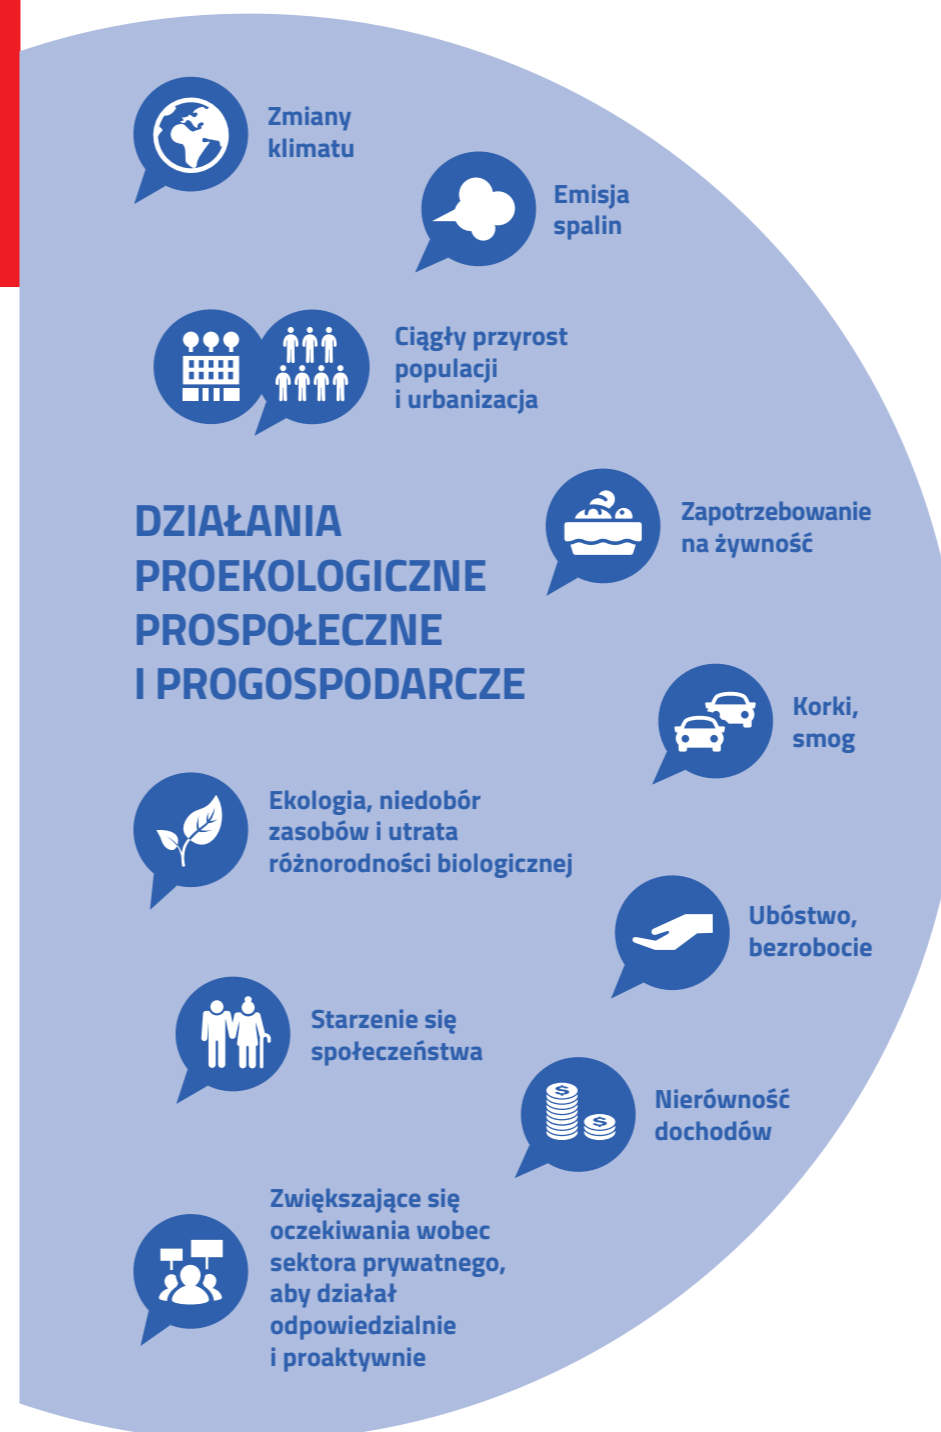 Zmiany
klimatu
Emisja
spalin
Ciągły przyrost
populacji
i urbanizacja
Zapotrzebowanie
na żywność
DZIAŁANIA
PROEKOLOGICZNE
PROSPOŁECZNE
I PROGOSPODARCZE
Korki,
smog
Ekologia, niedobór
zasobów i utrata
różnorodności biologicznej
Ubóstwo,
bezrobocie
Starzenie się
społeczeństwa
Nierówność
dochodów
Zwiększające się
oczekiwania wobec
sektora prywatnego,
aby działał
odpowiedzialnie
i proaktywnie